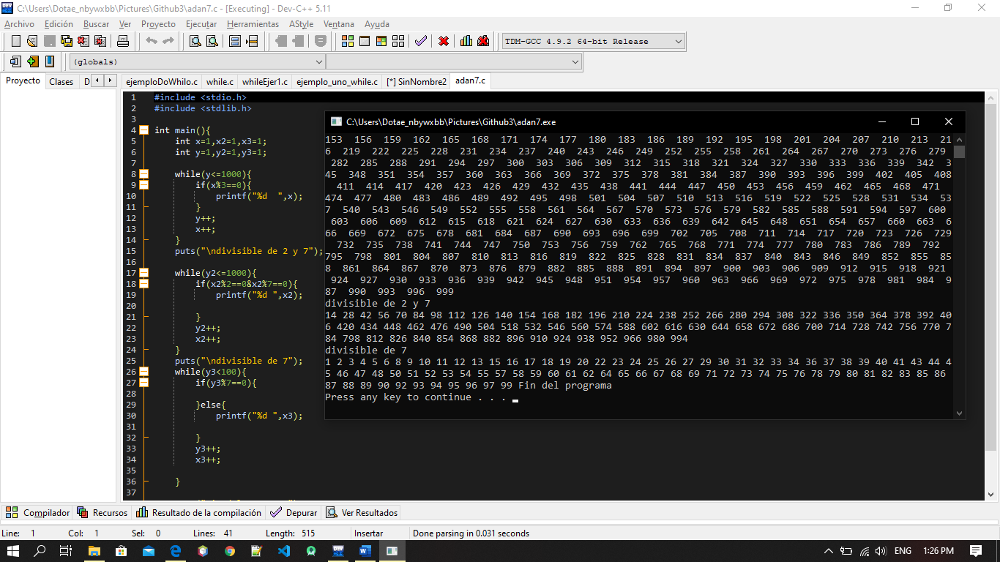 C:\Users\Dotae_nbywxbb\Pictures\Github3\adan7.c - [Executing] - Dev-C++ 5.11
Archivo Edición Buscar Ver Proyecto Ejecutar Herramientas AStyle Ventana Ayuda
TDM-GCC 4.9.2 64-bit Release
(globals)
Proyecto Clases D
ejemploDoWhilo.c while.c whileEjer1.c ejemplo_uno_while.c [*] SinNombre2 adan7.c
1 #include <stdio.h>
2 #include <stdlib.h>
3
4 int main(){
5 int x=1,x2=1,x3=1;
6 int y=1,y2=1,y3=1;
7
8 while(y<=1000){
9 if(x%3==0){
10 printf("%d  ",x);
11 }
12 y++;
13 x++;
14 }
15 puts("\ndivisible de 2 y 7");
16
17 while(y2<=1000){
18 if(x2%2==0&x2%7==0){
19 printf("%d ",x2);
20
21 }
22 y2++;
23 x2++;
24 }
25 puts("\ndivisible de 7");
26 while(y3<100){
27 if(y3%7==0){
28
29 }else{
30 printf("%d ",x3);
31
32 }
33 y3++;
34 x3++;
35
36 }
37
C:\Users\Dotae_nbywxbb\Pictures\Github3\adan7.exe
153 156 159 162 165 168 171 174 177 180 183 186 189 192 195 198 201 204 207 210 213 21
6 219 222 225 228 231 234 237 240 243 246 249 252 255 258 261 264 267 270 273 276 279
282 285 288 291 294 297 300 303 306 309 312 315 318 321 324 327 330 333 336 339 342 3
45 348 351 354 357 360 363 366 369 372 375 378 381 384 387 390 393 396 399 402 405 408
411 414 417 420 423 426 429 432 435 438 441 444 447 450 453 456 459 462 465 468 471
474 477 480 483 486 489 492 495 498 501 504 507 510 513 516 519 522 525 528 531 534 53
7 540 543 546 549 552 555 558 561 564 567 570 573 576 579 582 585 588 591 594 597 600
603 606 609 612 615 618 621 624 627 630 633 636 639 642 645 648 651 654 657 660 663 6
66 669 672 675 678 681 684 687 690 693 696 699 702 705 708 711 714 717 720 723 726 729
732 735 738 741 744 747 750 753 756 759 762 765 768 771 774 777 780 783 786 789 792
795 798 801 804 807 810 813 816 819 822 825 828 831 834 837 840 843 846 849 852 855 85
8 861 864 867 870 873 876 879 882 885 888 891 894 897 900 903 906 909 912 915 918 921
924 927 930 933 936 939 942 945 948 951 954 957 960 963 966 969 972 975 978 981 984 9
87 990 993 996 999
divisible de 2 y 7
14 28 42 56 70 84 98 112 126 140 154 168 182 196 210 224 238 252 266 280 294 308 322 336 350 364 378 392 40
6 420 434 448 462 476 490 504 518 532 546 560 574 588 602 616 630 644 658 672 686 700 714 728 742 756 770 7
84 798 812 826 840 854 868 882 896 910 924 938 952 966 980 994
divisible de 7
1 2 3 4 5 6 8 9 10 11 12 13 15 16 17 18 19 20 22 23 24 25 26 27 29 30 31 32 33 34 36 37 38 39 40 41 43 44 4
5 46 47 48 50 51 52 53 54 55 57 58 59 60 61 62 64 65 66 67 68 69 71 72 73 74 75 76 78 79 80 81 82 83 85 86
87 88 89 90 92 93 94 95 96 97 99 Fin del programa
Press any key to continue . . .
Compilador Recursos Resultado de la compilación Depurar Ver Resultados
Line: 1 Col: 1 Sel: 0 Lines: 41 Length: 515 Insertar Done parsing in 0.031 seconds
ENG 1:26 PM